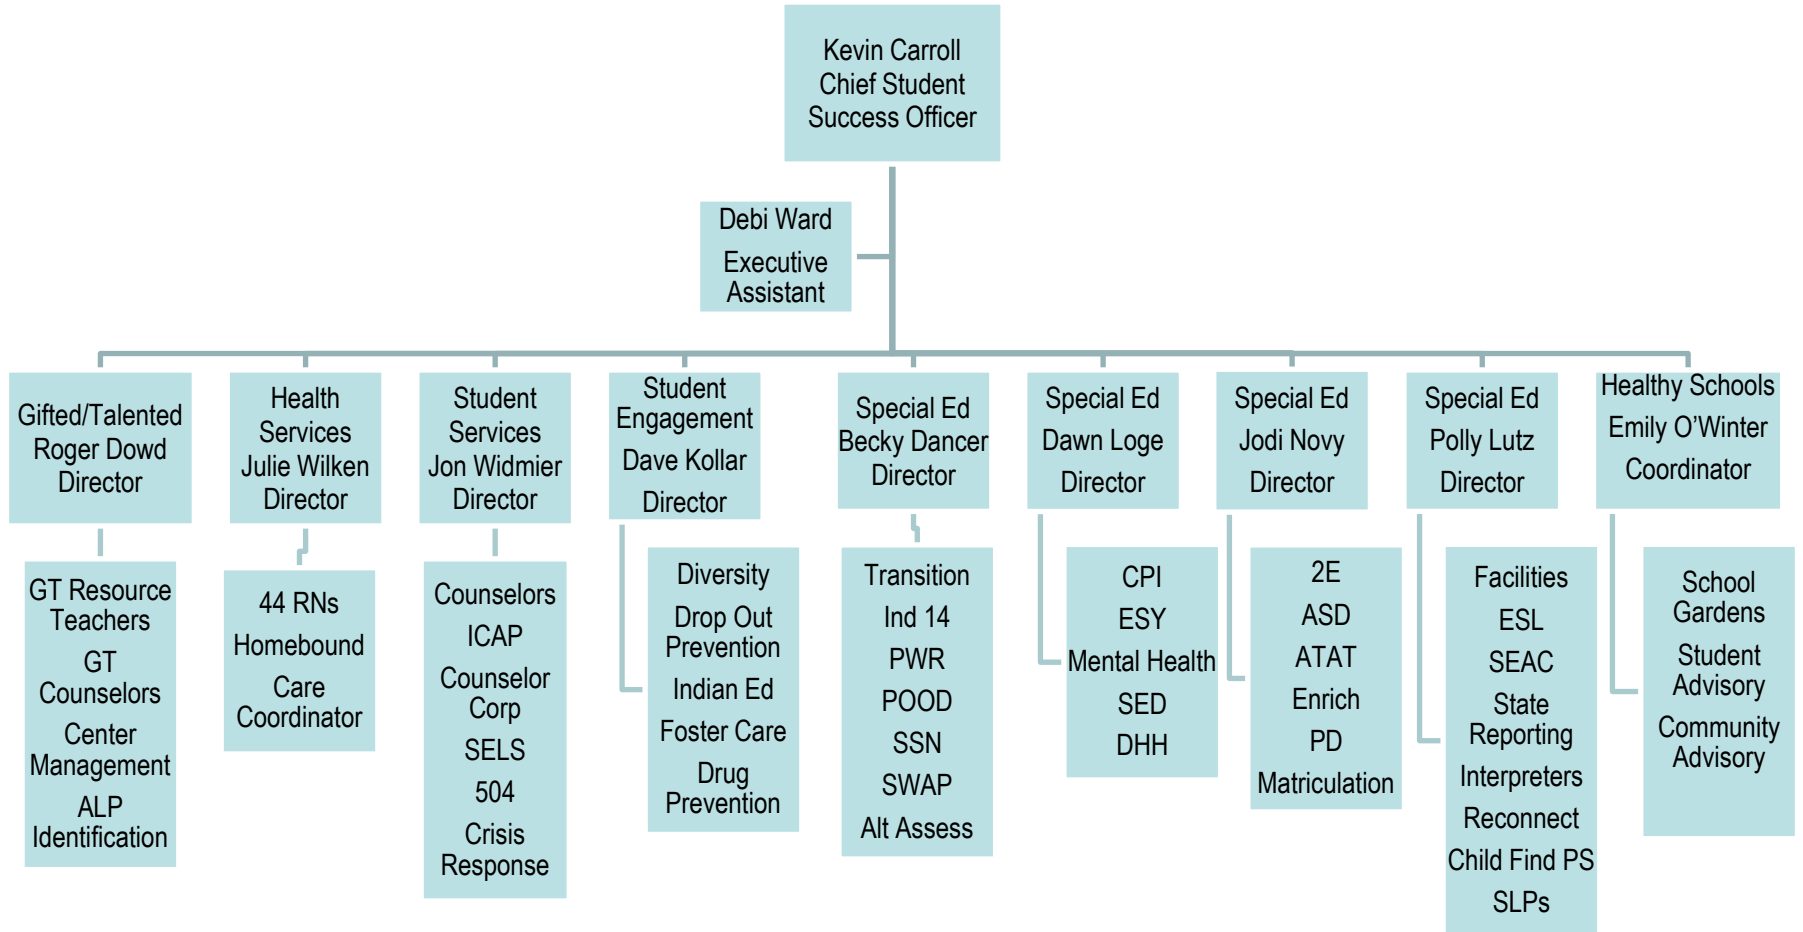 Kevin Carroll
Chief Student
Success Officer
Debi Ward
Executive
Assistant
Gifted/Talented
Roger Dowd
Director
Health
Services
Julie Wilken
Director
Student
Services
Jon Widmier
Director
Student
Engagement
Dave Kollar
Director
Special Ed
Becky Dancer
Director
Special Ed
Dawn Loge
Director
Special Ed
Jodi Novy
Director
Special Ed
Polly Lutz
Director
Healthy Schools
Emily O’Winter
Coordinator
GT Resource
Teachers
GT
Counselors
Center
Management
ALP
Identification
44 RNs
Homebound
Care
Coordinator
Counselors
ICAP
Counselor
Corp
SELS
504
Crisis
Response
Diversity
Drop Out
Prevention
Indian Ed
Foster Care
Drug
Prevention
Transition
Ind 14
PWR
POOD
SSN
SWAP
Alt Assess
CPI
ESY
Mental Health
SED
DHH
2E
ASD
ATAT
Enrich
PD
Matriculation
Facilities
ESL
SEAC
State
Reporting
Interpreters
Reconnect
Child Find PS
SLPs
School
Gardens
Student
Advisory
Community
Advisory